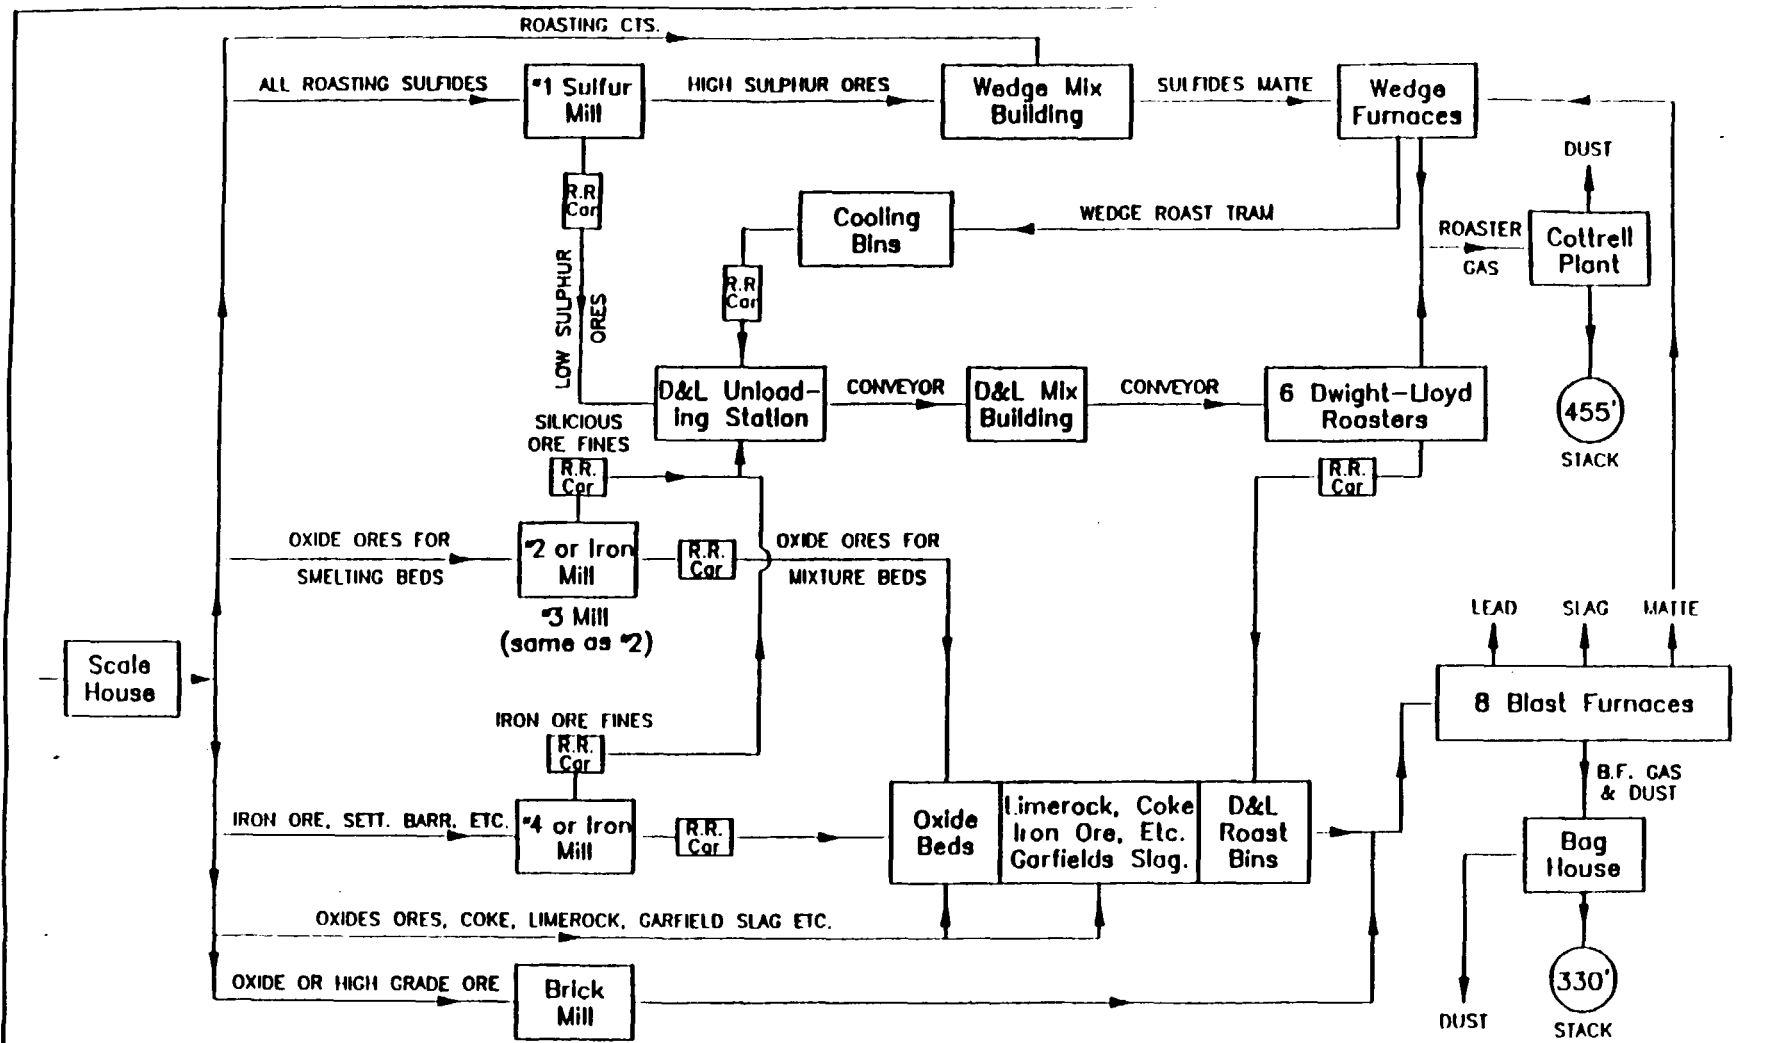 ROASTING CTS.
ALL ROASTING SULFIDES
#1 Sulfur
Mill
HIGH SULPHUR ORES
Wedge Mix
Building
SULFIDES MATTE
Wedge
Furnaces
DUST
R.R.
Car
Cooling
Bins
WEDGE ROAST TRAM
ROASTER
GAS
Cottrell
Plant
R.R.
Car
LOW SULPHUR
ORES
D&L Unload-
ing Station
CONVEYOR
D&L Mix
Building
CONVEYOR
6 Dwight-Lloyd
Roasters
455'
STACK
SILICIOUS
ORE FINES
R.R.
Car
R.R.
Car
OXIDE ORES FOR
SMELTING BEDS
#2 or Iron
Mill
R.R.
Car
OXIDE ORES FOR
MIXTURE BEDS
#3 Mill
(same as #2)
LEAD
SLAG
MATTE
Scale
House
8 Blast Furnaces
IRON ORE FINES
R.R.
Car
B.F. GAS
& DUST
IRON ORE, SETT. BARR, ETC.
#4 or Iron
Mill
R.R.
Car
Oxide
Beds
Limerock, Coke
Iron Ore, Etc.
Garfields Slag.
D&L
Roast
Bins
Bag
House
OXIDES ORES, COKE, LIMEROCK, GARFIELD SLAG ETC.
OXIDE OR HIGH GRADE ORE
Brick
Mill
330'
DUST
STACK